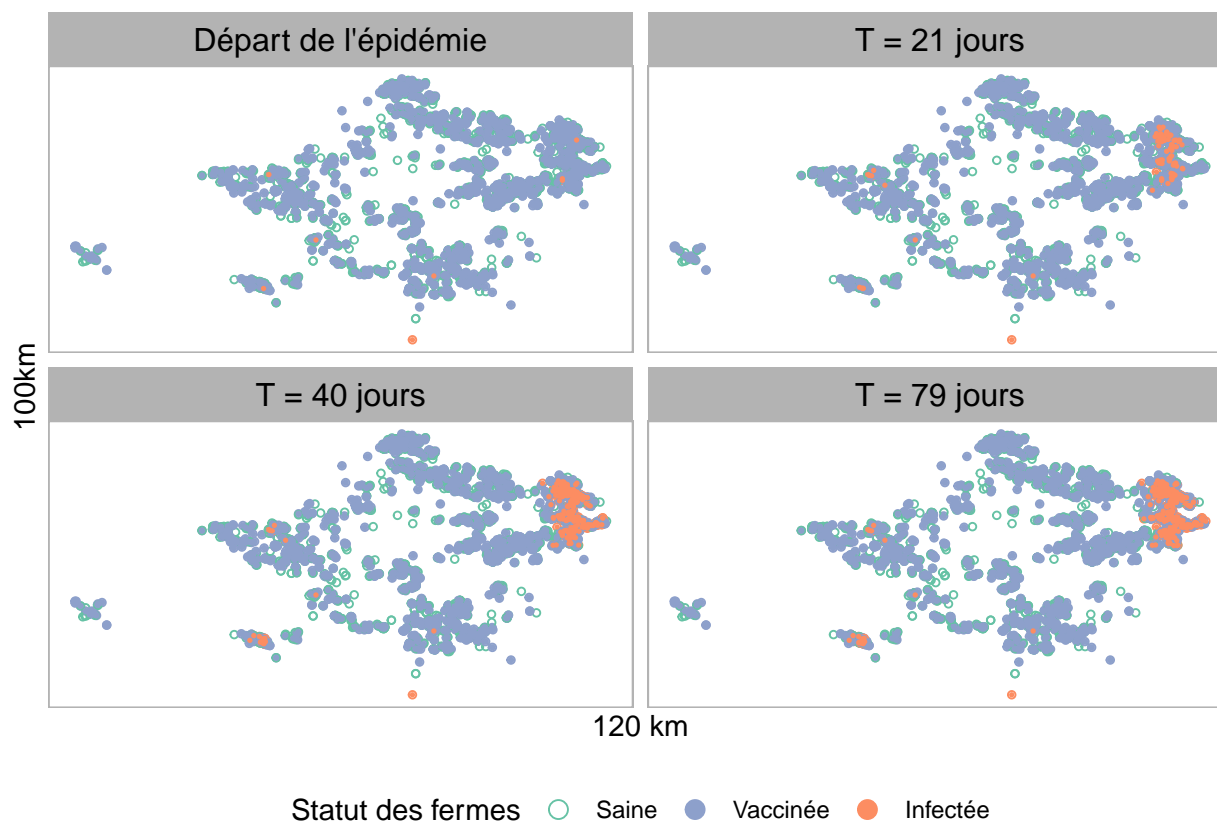 Départ de l'épidémie
T = 21 jours
T = 40 jours
T = 79 jours
100km
120 km
Statut des fermes Saine Vaccinée Infectée